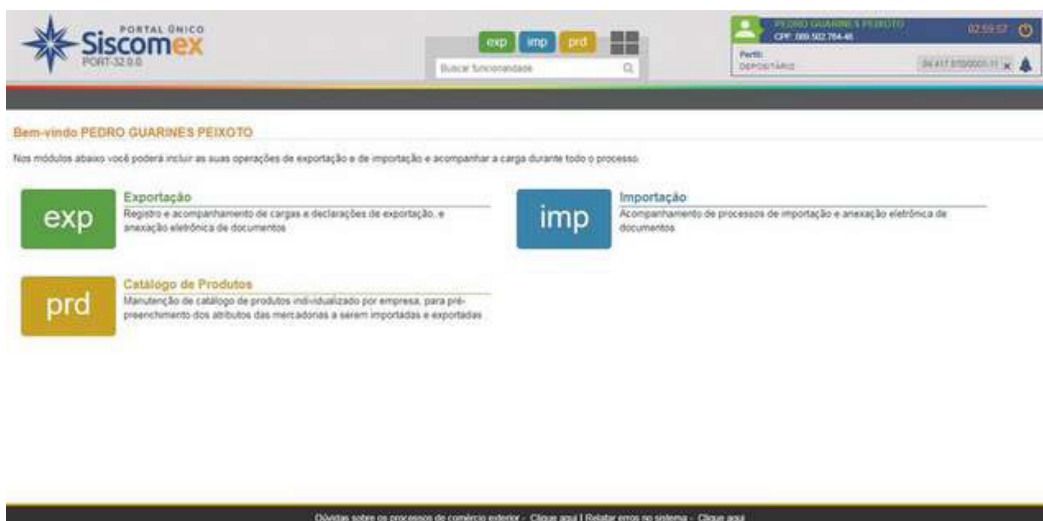 PORTAL ÚNICO
Siscomex
PORT-32.0.0
exp imp prd
Buscar funcionalidade
PEDRO GUARINES PEIXOTO
02:59:57
Perfil:
DEPOSITÁRIO
Bem-vindo PEDRO GUARINES PEIXOTO
Nos módulos abaixo você poderá incluir as suas operações de exportação e de importação e acompanhar a carga durante todo o processo.
exp
Exportação
Registro e acompanhamento de cargas e declarações de exportação, e
anexação eletrônica de documentos
imp
Importação
Acompanhamento de processos de importação e anexação eletrônica de
documentos
prd
Catálogo de Produtos
Manutenção de catálogo de produtos individualizado por empresa, para pré-
preenchimento dos atributos das mercadorias a serem importadas e exportadas
Dúvidas sobre os processos de comércio exterior - Clique aqui | Relatar erros no sistema - Clique aqui